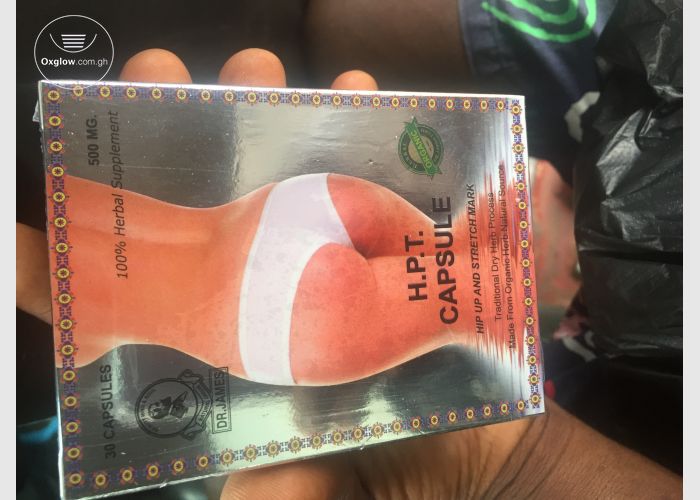 Oxglow.com.gh
500 MG.
100% Herbal Supplement
30 CAPSULES
DR.JAMES
ORGANIC
H.P.T.
CAPSULE
HIP UP AND STRETCH MARK
Traditional Dry Herb Process
Made From Organic Herb Natural Source